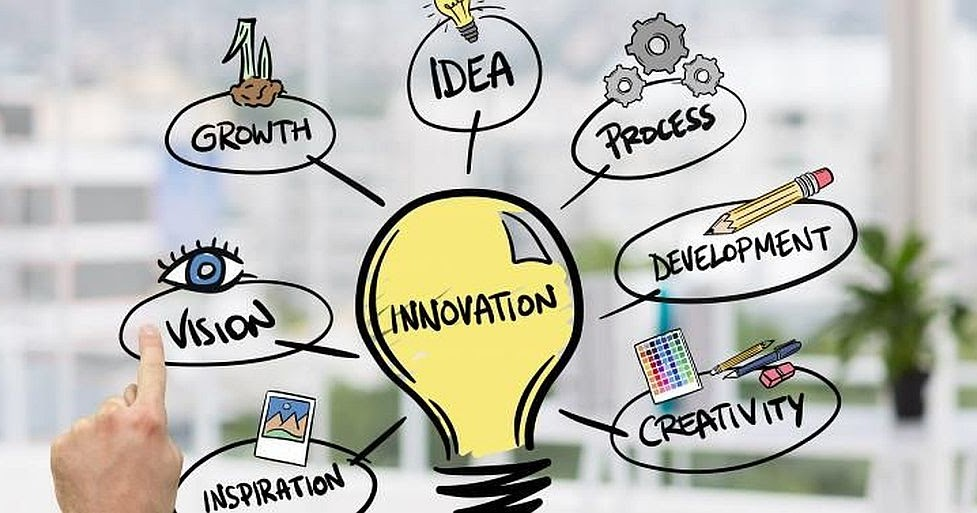 IDEA
GROWTH
PROCESS
DEVELOPMENT
INNOVATION
VISION
CREATIVITY
INSPIRATION